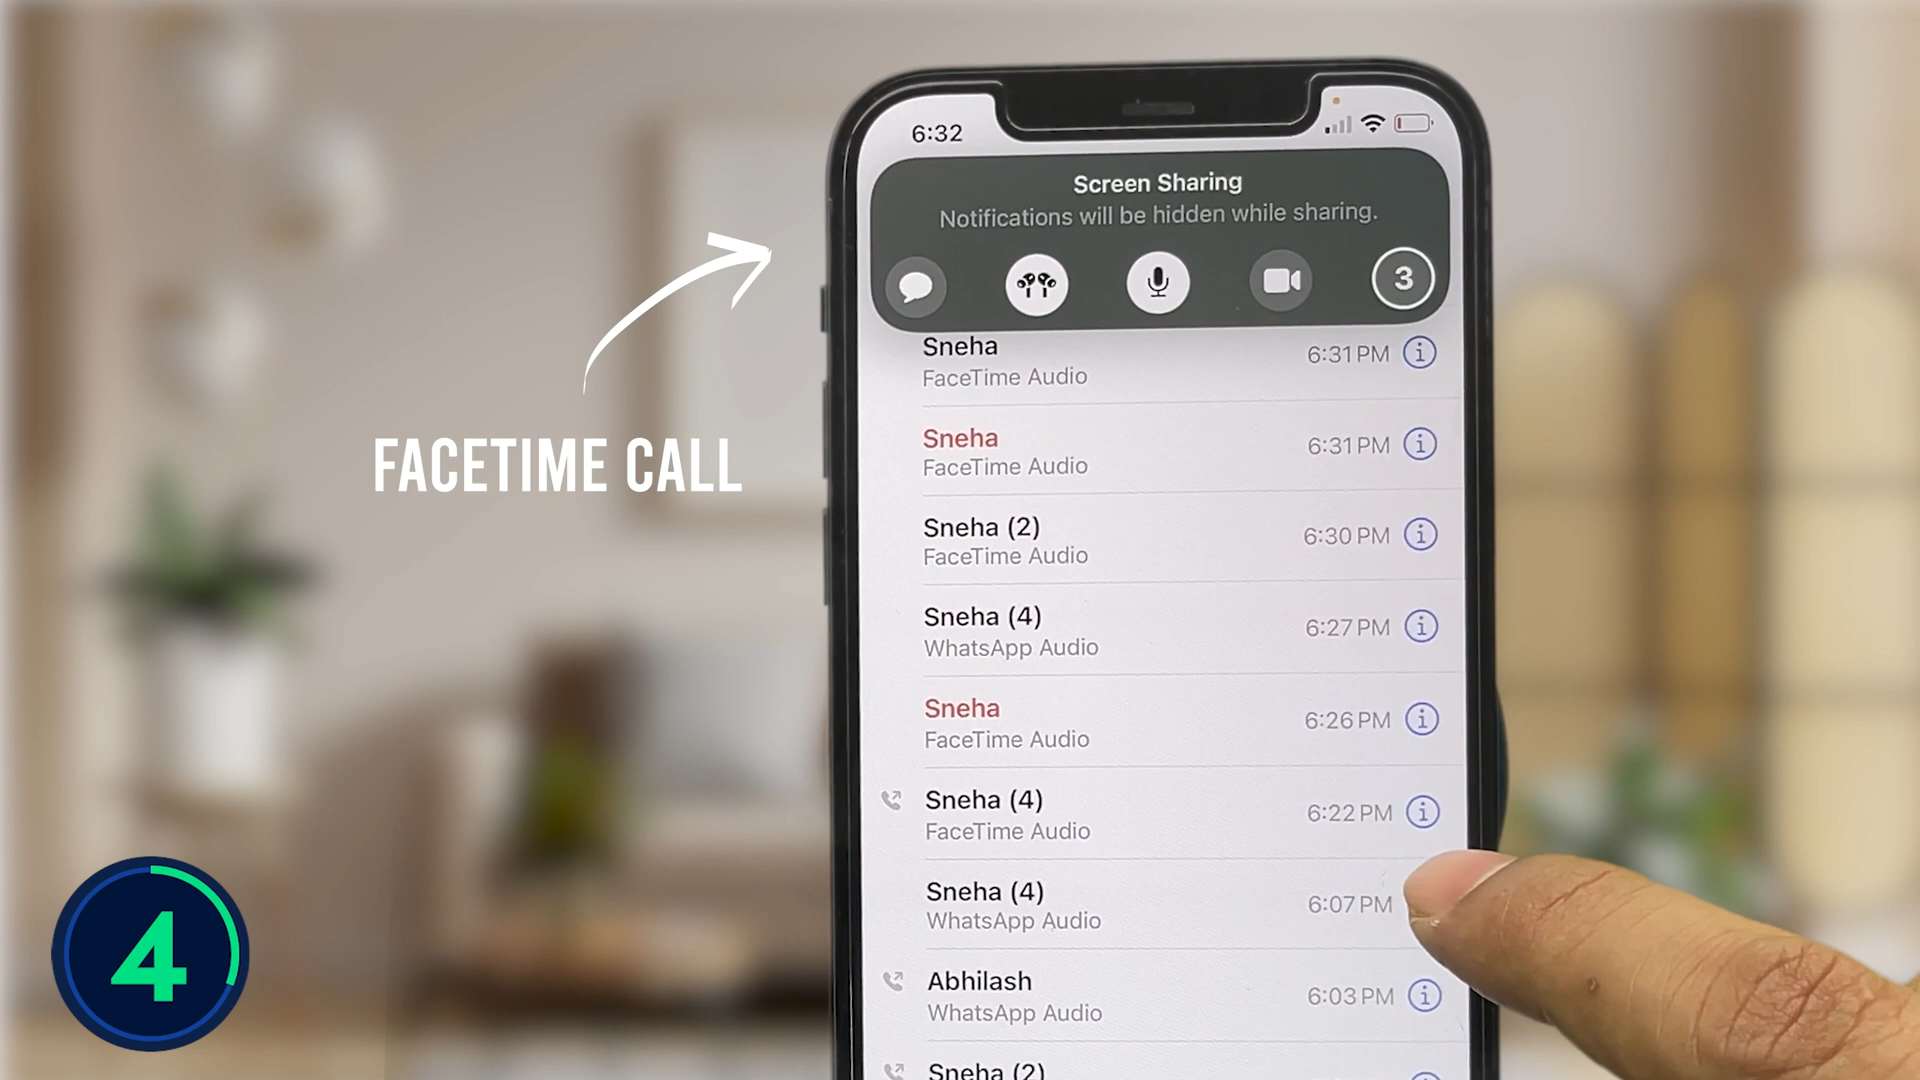 6:32
Screen Sharing
Notifications will be hidden while sharing.
3
Sneha
6:31 PM
FaceTime Audio
Sneha
6:31 PM
FaceTime Audio
FACETIME CALL
Sneha (2)
6:30 PM
FaceTime Audio
Sneha (4)
6:27 PM
WhatsApp Audio
Sneha
6:26 PM
FaceTime Audio
Sneha (4)
6:22 PM
FaceTime Audio
Sneha (4)
6:07 PM
WhatsApp Audio
4
Abhilash
6:03 PM
WhatsApp Audio
Sneha (2)